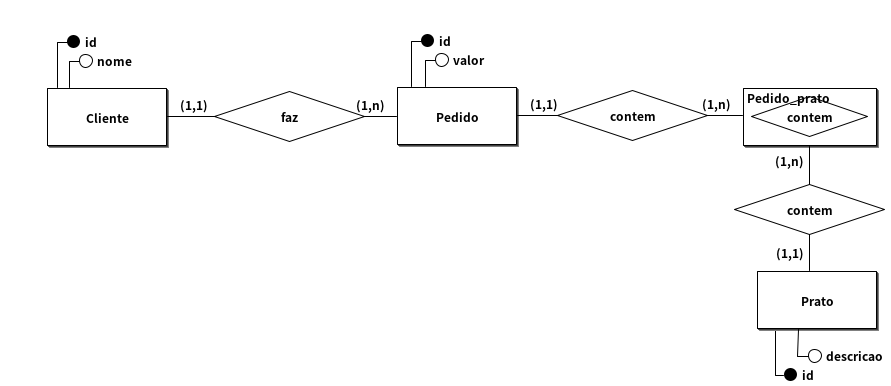 id
nome
Cliente
(1,1)
faz
(1,n)
id
valor
Pedido
(1,1)
contem
(1,n)
Pedido_prato
contem
(1,n)
contem
(1,1)
Prato
descricao
id